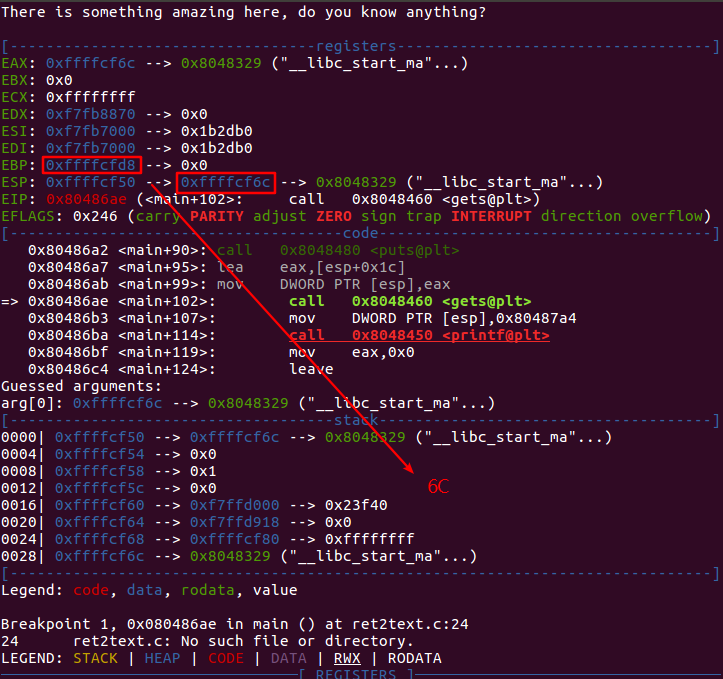 There is something amazing here, do you know anything?
[----------------------------------registers-----------------------------------]
EAX: 0xffffcf6c --> 0x8048329 ("__libc_start_ma"...)
EBX: 0x0
ECX: 0xffffffff
EDX: 0xf7fb8870 --> 0x0
ESI: 0xf7fb7000 --> 0x1b2db0
EDI: 0xf7fb7000 --> 0x1b2db0
EBP: 0xffffcfd8 --> 0x0
ESP: 0xffffcf50 --> 0xffffcf6c --> 0x8048329 ("__libc_start_ma"...)
EIP: 0x80486ae (<main+102>: call 0x8048460 <gets@plt>)
EFLAGS: 0x246 (carry PARITY adjust ZERO sign trap INTERRUPT direction overflow)
[-------------------------------------code-------------------------------------]
0x80486a2 <main+90>: call 0x8048480 <puts@plt>
0x80486a7 <main+95>: lea eax,[esp+0x1c]
0x80486ab <main+99>: mov DWORD PTR [esp],eax
=> 0x80486ae <main+102>: call 0x8048460 <gets@plt>
0x80486b3 <main+107>: mov DWORD PTR [esp],0x80487a4
0x80486ba <main+114>: call 0x8048450 <printf@plt>
0x80486bf <main+119>: mov eax,0x0
0x80486c4 <main+124>: leave
Guessed arguments:
arg[0]: 0xffffcf6c --> 0x8048329 ("__libc_start_ma"...)
[------------------------------------stack-------------------------------------]
0000| 0xffffcf50 --> 0xffffcf6c --> 0x8048329 ("__libc_start_ma"...)
0004| 0xffffcf54 --> 0x0
0008| 0xffffcf58 --> 0x1
6C
0012| 0xffffcf5c --> 0x0
0016| 0xffffcf60 --> 0xf7ffd000 --> 0x23f40
0020| 0xffffcf64 --> 0xf7ffd918 --> 0x0
0024| 0xffffcf68 --> 0xffffcf80 --> 0xffffffff
0028| 0xffffcf6c --> 0x8048329 ("__libc_start_ma"...)
[------------------------------------------------------------------------------]
Legend: code, data, rodata, value
Breakpoint 1, 0x080486ae in main () at ret2text.c:24
24 ret2text.c: No such file or directory.
LEGEND: STACK | HEAP | CODE | DATA | RWX | RODATA
[ REGISTERS ]